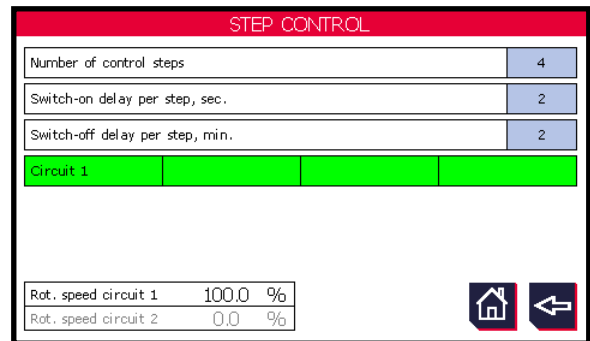 STEP CONTROL
Number of control steps 4
Switch-on delay per step, sec. 2
Switch-off delay per step, min. 2
Circuit 1
Rot. speed circuit 1 100.0 %
Rot. speed circuit 2 0.0 %